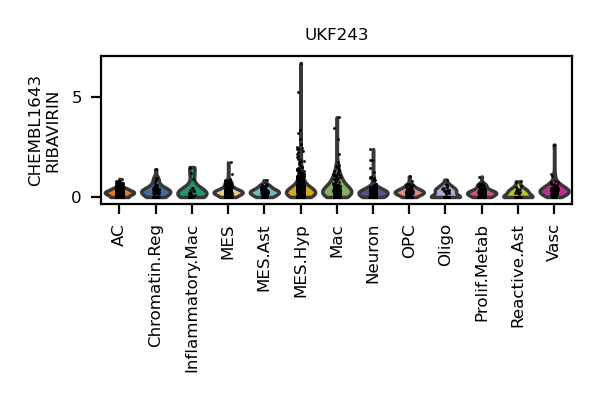 UKF243
CHEMBL1643
RIBAVIRIN
5
0
AC
Chromatin.Reg
Inflammatory.Mac
MES
MES.Ast
MES.Hyp
Mac
Neuron
OPC
Oligo
Prolif.Metab
Reactive.Ast
Vasc